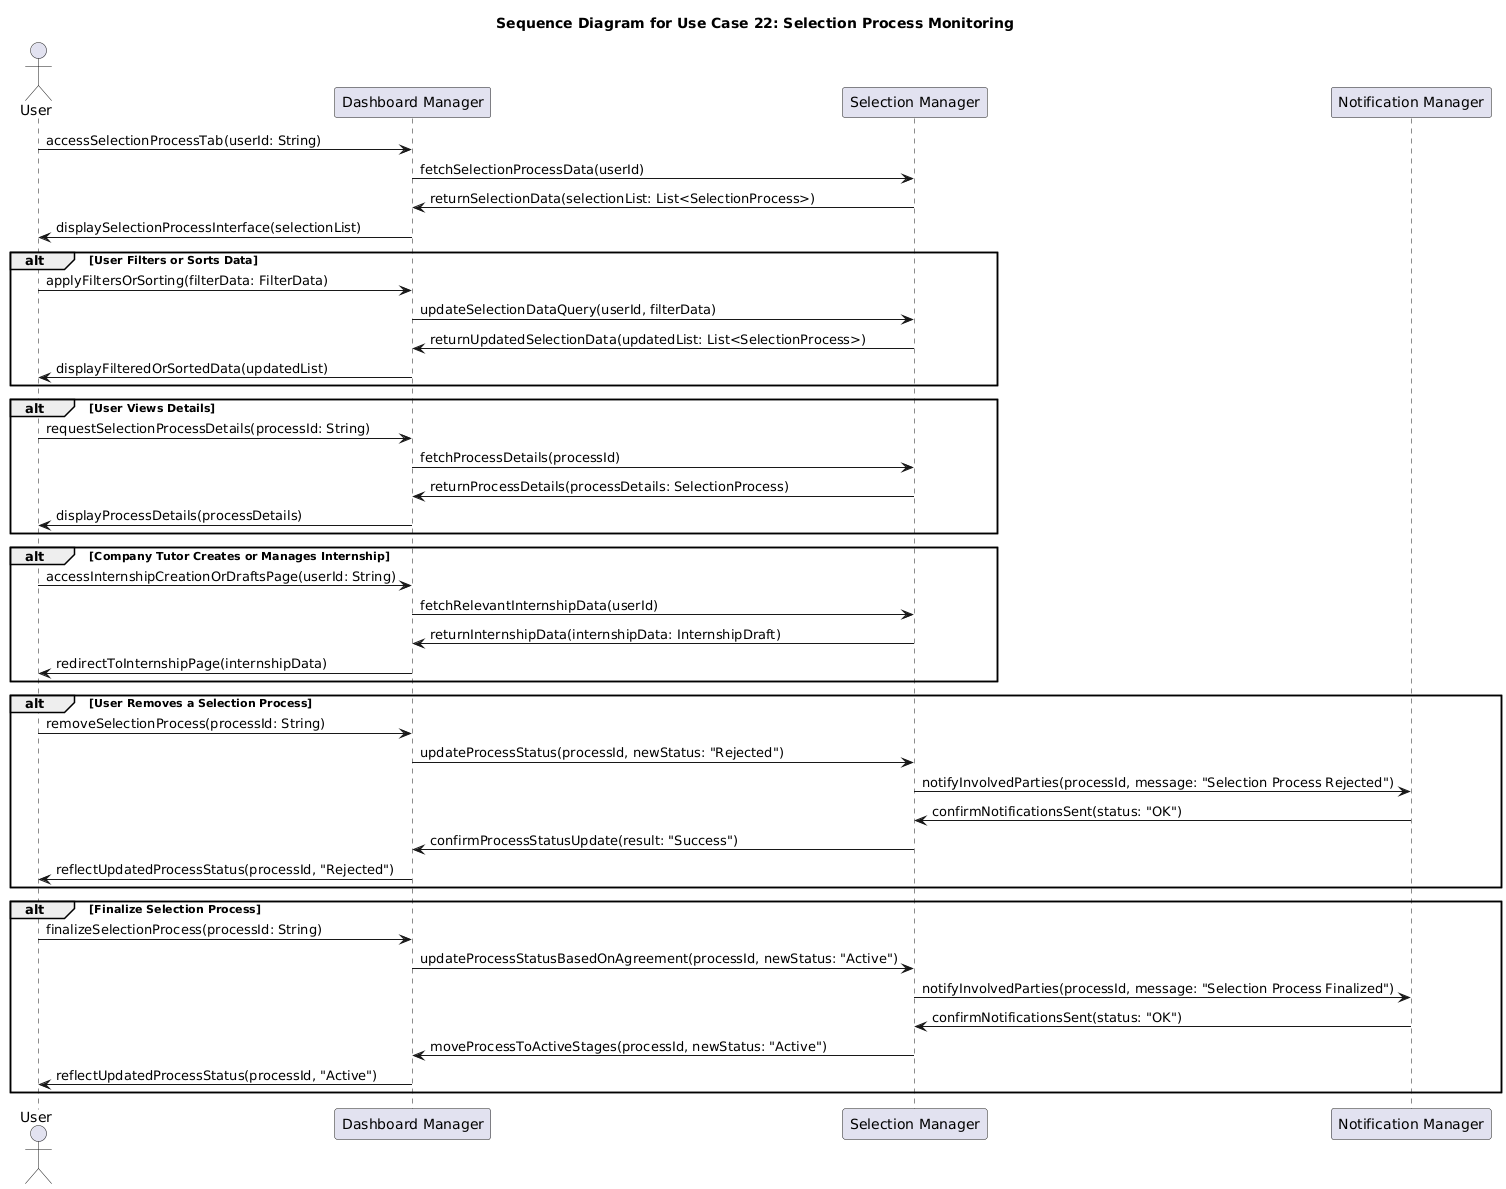 Sequence Diagram for Use Case 22: Selection Process Monitoring
User
Dashboard Manager
Selection Manager
Notification Manager
accessSelectionProcessTab(userId: String)
fetchSelectionProcessData(userId)
returnSelectionData(selectionList: List<SelectionProcess>)
displaySelectionProcessInterface(selectionList)
alt [User Filters or Sorts Data]
applyFiltersOrSorting(filterData: FilterData)
updateSelectionDataQuery(userId, filterData)
returnUpdatedSelectionData(updatedList: List<SelectionProcess>)
displayFilteredOrSortedData(updatedList)
alt [User Views Details]
requestSelectionProcessDetails(processId: String)
fetchProcessDetails(processId)
returnProcessDetails(processDetails: SelectionProcess)
displayProcessDetails(processDetails)
alt [Company Tutor Creates or Manages Internship]
accessInternshipCreationOrDraftsPage(userId: String)
fetchRelevantInternshipData(userId)
returnInternshipData(internshipData: InternshipDraft)
redirectToInternshipPage(internshipData)
alt [User Removes a Selection Process]
removeSelectionProcess(processId: String)
updateProcessStatus(processId, newStatus: "Rejected")
notifyInvolvedParties(processId, message: "Selection Process Rejected")
confirmNotificationsSent(status: "OK")
confirmProcessStatusUpdate(result: "Success")
reflectUpdatedProcessStatus(processId, "Rejected")
alt [Finalize Selection Process]
finalizeSelectionProcess(processId: String)
updateProcessStatusBasedOnAgreement(processId, newStatus: "Active")
notifyInvolvedParties(processId, message: "Selection Process Finalized")
confirmNotificationsSent(status: "OK")
moveProcessToActiveStages(processId, newStatus: "Active")
reflectUpdatedProcessStatus(processId, "Active")
User
Dashboard Manager
Selection Manager
Notification Manager